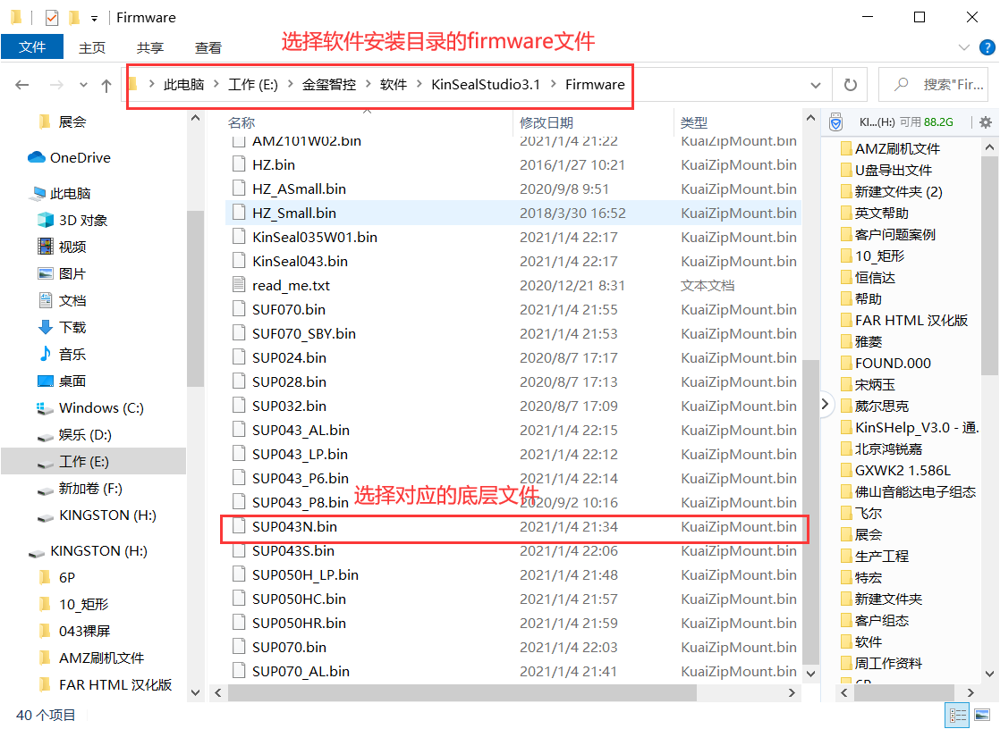 Firmware
文件 主页 共享 查看
选择软件安装目录的firmware文件
此电脑 > 工作 (E:) > 金玺智控 > 软件 > KinSealStudio3.1 > Firmware
搜索"Fir...
展会
OneDrive
此电脑
3D 对象
视频
图片
文档
下载
音乐
桌面
Windows (C:)
娱乐 (D:)
工作 (E:)
新加卷 (F:)
KINGSTON (H:)
KINGSTON (H:)
6P
10_矩形
043裸屏
AMZ刷机文件
FAR HTML 汉化版
名称 修改日期 类型
AMZ101W02.bin 2021/1/4 21:22 KuaiZipMount.bin
HZ.bin 2016/1/27 10:21 KuaiZipMount.bin
HZ_ASmall.bin 2020/9/8 9:51 KuaiZipMount.bin
HZ_Small.bin 2018/3/30 16:52 KuaiZipMount.bin
KinSeal035W01.bin 2021/1/4 22:17 KuaiZipMount.bin
KinSeal043.bin 2021/1/4 22:17 KuaiZipMount.bin
read_me.txt 2020/12/21 8:31 文本文档
SUF070.bin 2021/1/4 21:55 KuaiZipMount.bin
SUF070_SBY.bin 2021/1/4 21:53 KuaiZipMount.bin
SUP024.bin 2020/8/7 17:17 KuaiZipMount.bin
SUP028.bin 2020/8/7 17:13 KuaiZipMount.bin
SUP032.bin 2020/8/7 17:09 KuaiZipMount.bin
SUP043_AL.bin 2021/1/4 22:15 KuaiZipMount.bin
SUP043_LP.bin 2021/1/4 22:12 KuaiZipMount.bin
SUP043_P6.bin 2021/1/4 22:14 KuaiZipMount.bin
选择对应的底层文件
SUP043_P8.bin 2020/9/2 10:16 KuaiZipMount.bin
SUP043N.bin 2021/1/4 21:34 KuaiZipMount.bin
SUP043S.bin 2021/1/4 22:06 KuaiZipMount.bin
SUP050H_LP.bin 2021/1/4 21:48 KuaiZipMount.bin
SUP050HC.bin 2021/1/4 21:57 KuaiZipMount.bin
SUP050HR.bin 2021/1/4 21:59 KuaiZipMount.bin
SUP070.bin 2021/1/4 22:03 KuaiZipMount.bin
SUP070_AL.bin 2021/1/4 21:41 KuaiZipMount.bin
KI...(H:) 可用 88.2G
AMZ刷机文件
U盘导出文件
新建文件夹 (2)
英文帮助
客户问题案例
10_矩形
恒信达
帮助
FAR HTML 汉化版
雅菱
FOUND.000
宋炳玉
葳尔思克
KinSHelp_V3.0 - 通.
北京鸿锐嘉
GXWK2 1.586L
佛山音能达电子组态
飞尔
展会
生产工程
特宏
新建文件夹
客户组态
软件
周工作资料
6P
40 个项目